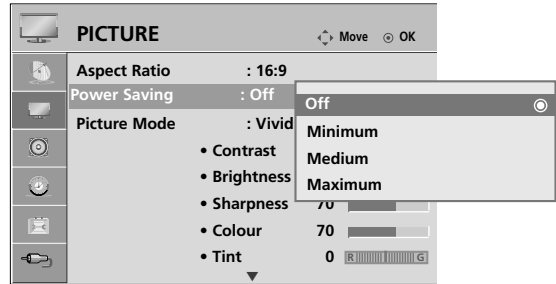 PICTURE
Move ◉ OK
Aspect Ratio : 16:9
Power Saving : Off
Picture Mode : Vivid
• Contrast
• Brightness
• Sharpness 70
• Colour 70
• Tint 0 R G
Off
Minimum
Medium
Maximum